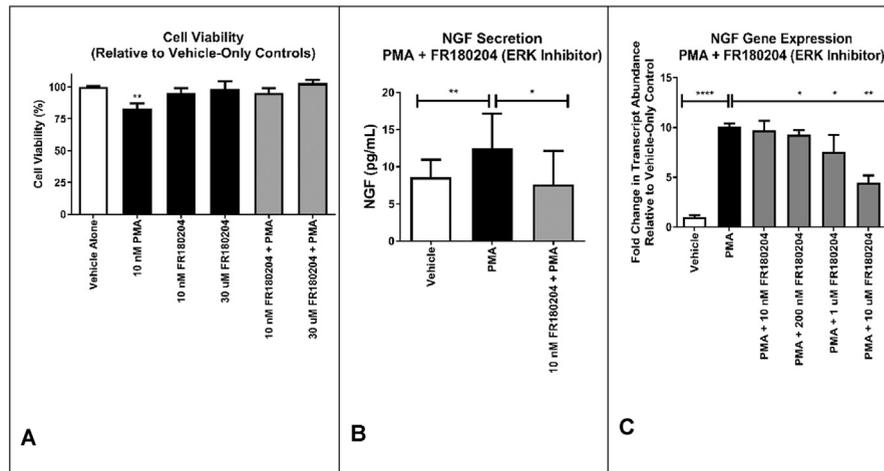 Cell Viability
(Relative to Vehicle-Only Controls)
Cell Viability (%)
100
75
50
25
0
**
Vehicle Alone
10 nM PMA
10 nM FR180204
30 uM FR180204
10 nM FR180204 + PMA
30 uM FR180204 + PMA
A
NGF Secretion
PMA + FR180204 (ERK Inhibitor)
NGF (pg/mL)
20
15
10
5
0
**
*
Vehicle
PMA
10 nM FR180204 + PMA
B
NGF Gene Expression
PMA + FR180204 (ERK Inhibitor)
Fold Change in Transcript Abundance
Relative to Vehicle-Only Control
15
10
5
0
****
*
*
**
Vehicle
PMA
PMA + 10 nM FR180204
PMA + 200 nM FR180204
PMA + 1 uM FR180204
PMA + 10 uM FR180204
C